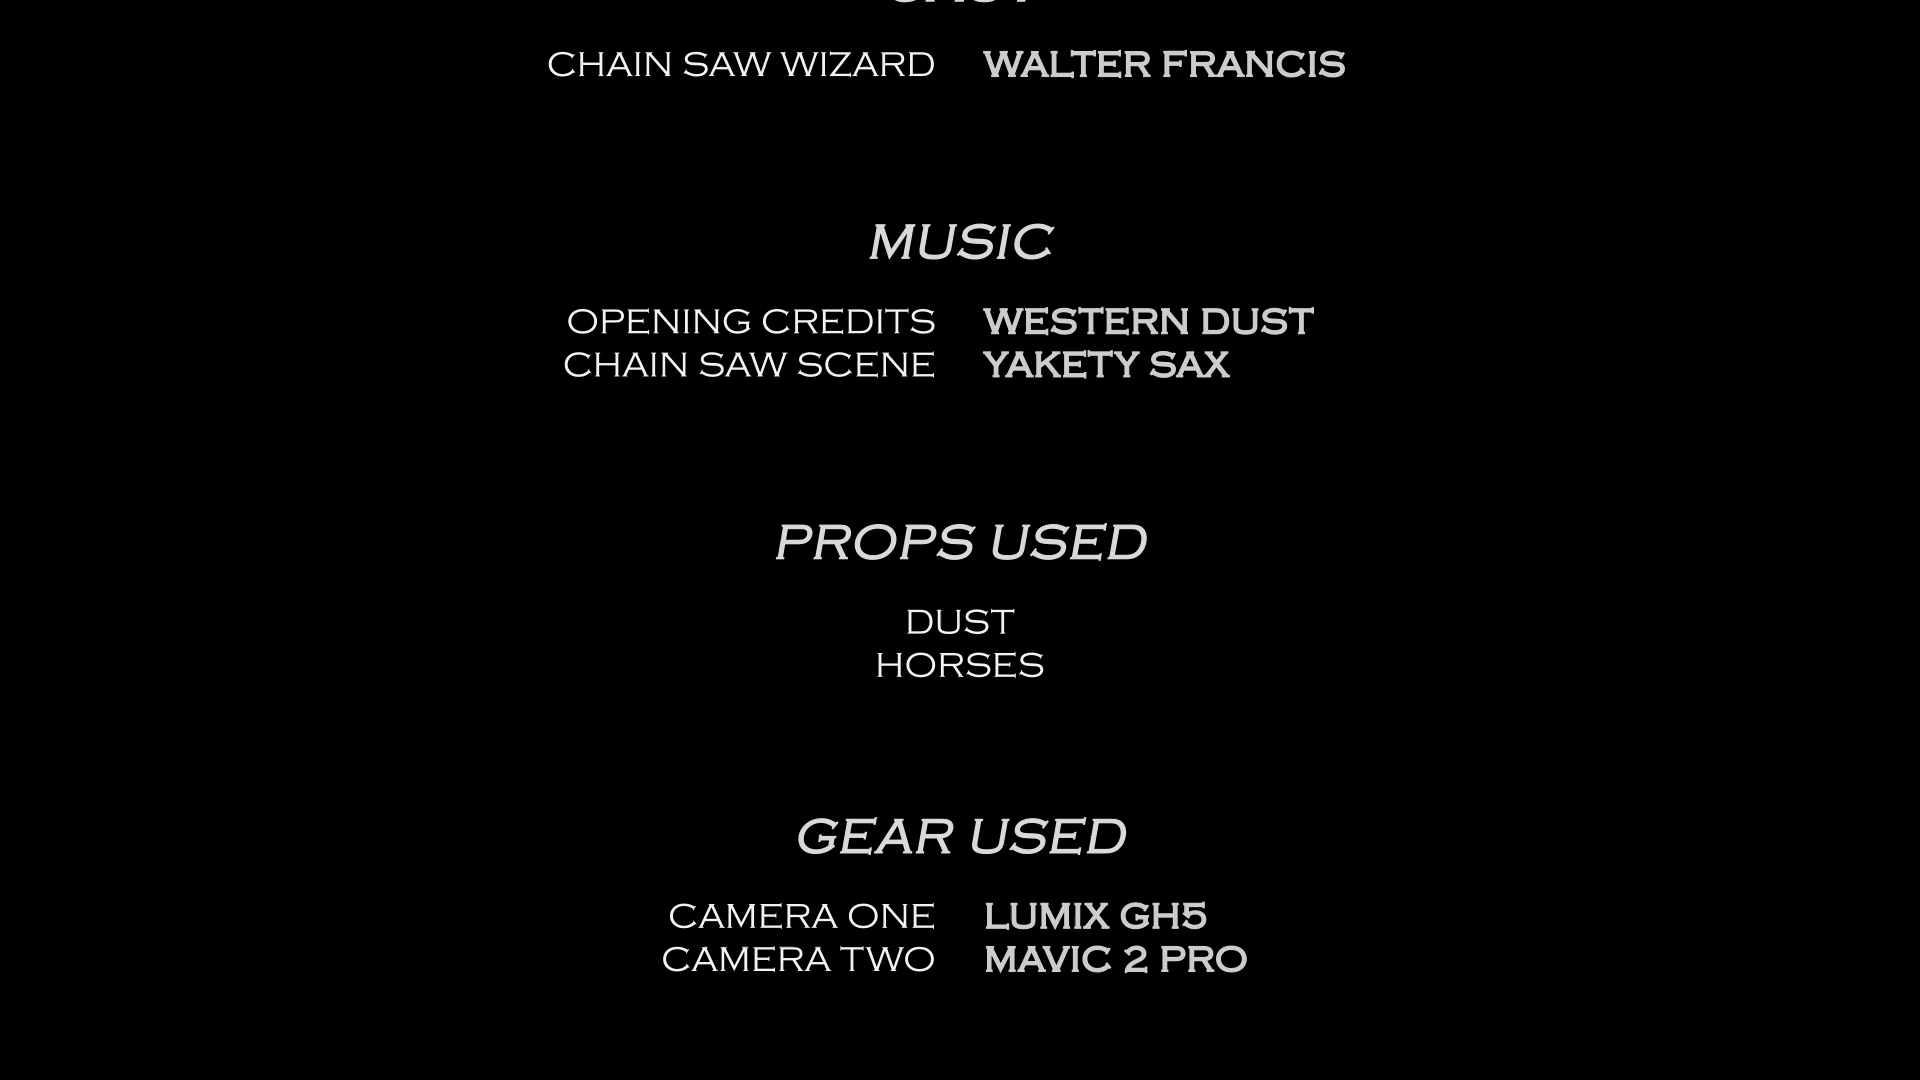 CHAIN SAW WIZARD WALTER FRANCIS
MUSIC
OPENING CREDITS WESTERN DUST
CHAIN SAW SCENE YAKETY SAX
PROPS USED
DUST
HORSES
GEAR USED
CAMERA ONE LUMIX GH5
CAMERA TWO MAVIC 2 PRO